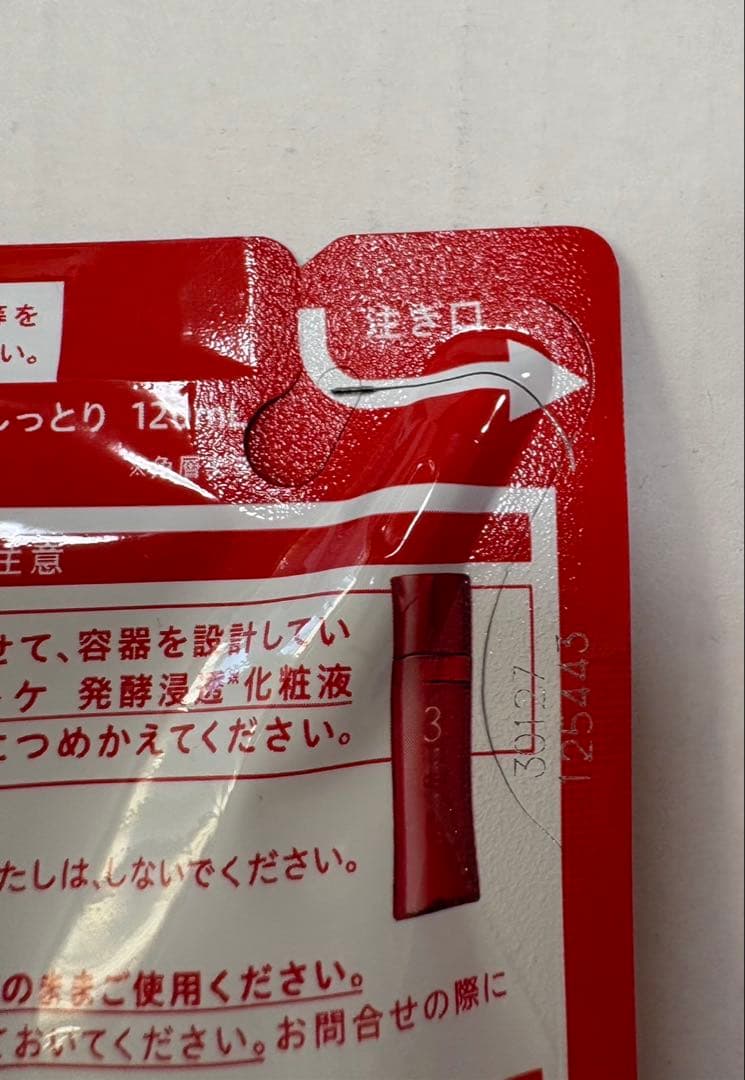 注ぎ口
を
い。
しっとり 120mL
※角層
注意
せて、容器を設計してい
ケ 発酵浸透※化粧液
につめかえてください。
3
30127
125443
たしは、しないでください。
のままご使用ください。
ておいてください。お問合せの際に